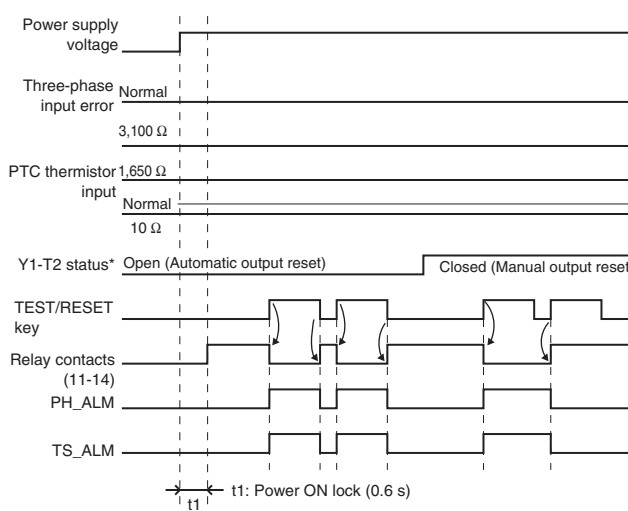 Power supply
voltage
Three-phase
input error
Normal
3,100 Ω
PTC thermistor
input
1,650 Ω
Normal
10 Ω
Y1-T2 status*
Open (Automatic output reset)
Closed (Manual output reset
TEST/RESET
key
Relay contacts
(11-14)
PH_ALM
TS_ALM
t1: Power ON lock (0.6 s)
t1